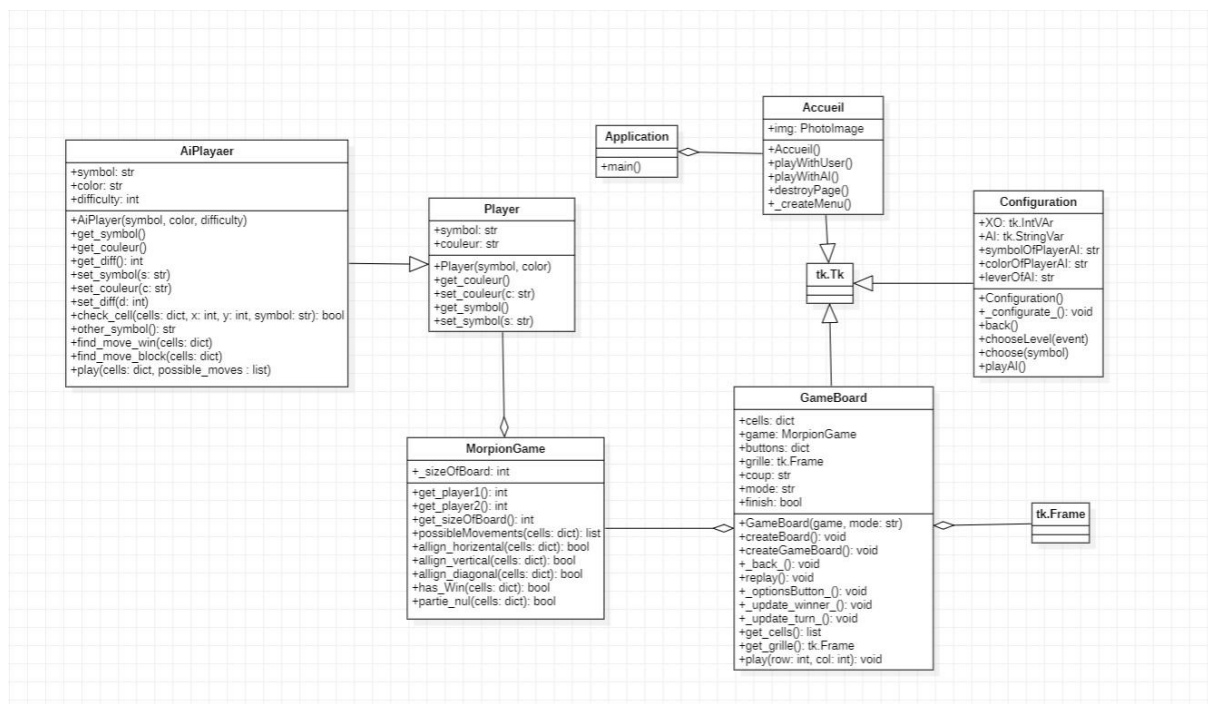 AiPlayaer
+symbol: str
+color: str
+difficulty: int
+AiPlayer(symbol, color, difficulty)
+get_symbol()
+get_couleur()
+get_diff(): int
+set_symbol(s: str)
+set_couleur(c: str)
+set_diff(d: int)
+check_cell(cells: dict, x: int, y: int, symbol: str): bool
+other_symbol(): str
+find_move_win(cells: dict)
+find_move_block(cells: dict)
+play(cells: dict, possible_moves : list)
Player
+symbol: str
+couleur: str
+Player(symbol, color)
+get_couleur()
+set_couleur(c: str)
+get_symbol()
+set_symbol(s: str)
Application
+main()
Accueil
+img: PhotoImage
+Accueil()
+playWithUser()
+playWithAI()
+destroyPage()
+_createMenu()
Configuration
+XO: tk.IntVAr
+AI: tk.StringVar
+symbolOfPlayerAI: str
+colorOfPlayerAI: str
+leverOfAI: str
+Configuration()
+_configurate_(): void
+back()
+chooseLevel(event)
+choose(symbol)
+playAI()
tk.Tk
MorpionGame
+_sizeOfBoard: int
+get_player1(): int
+get_player2(): int
+get_sizeOfBoard(): int
+possibleMovements(cells: dict): list
+allign_horizental(cells: dict): bool
+allign_vertical(cells: dict): bool
+allign_diagonal(cells: dict): bool
+has_Win(cells: dict): bool
+partie_nul(cells: dict): bool
GameBoard
+cells: dict
+game: MorpionGame
+buttons: dict
+grille: tk.Frame
+coup: str
+mode: str
+finish: bool
+GameBoard(game, mode: str)
+createBoard(): void
+createGameBoard(): void
+_back_(): void
+replay(): void
+_optionsButton_(): void
+_update_winner_(): void
+_update_turn_(): void
+get_cells(): list
+get_grille(): tk.Frame
+play(row: int, col: int): void
tk.Frame